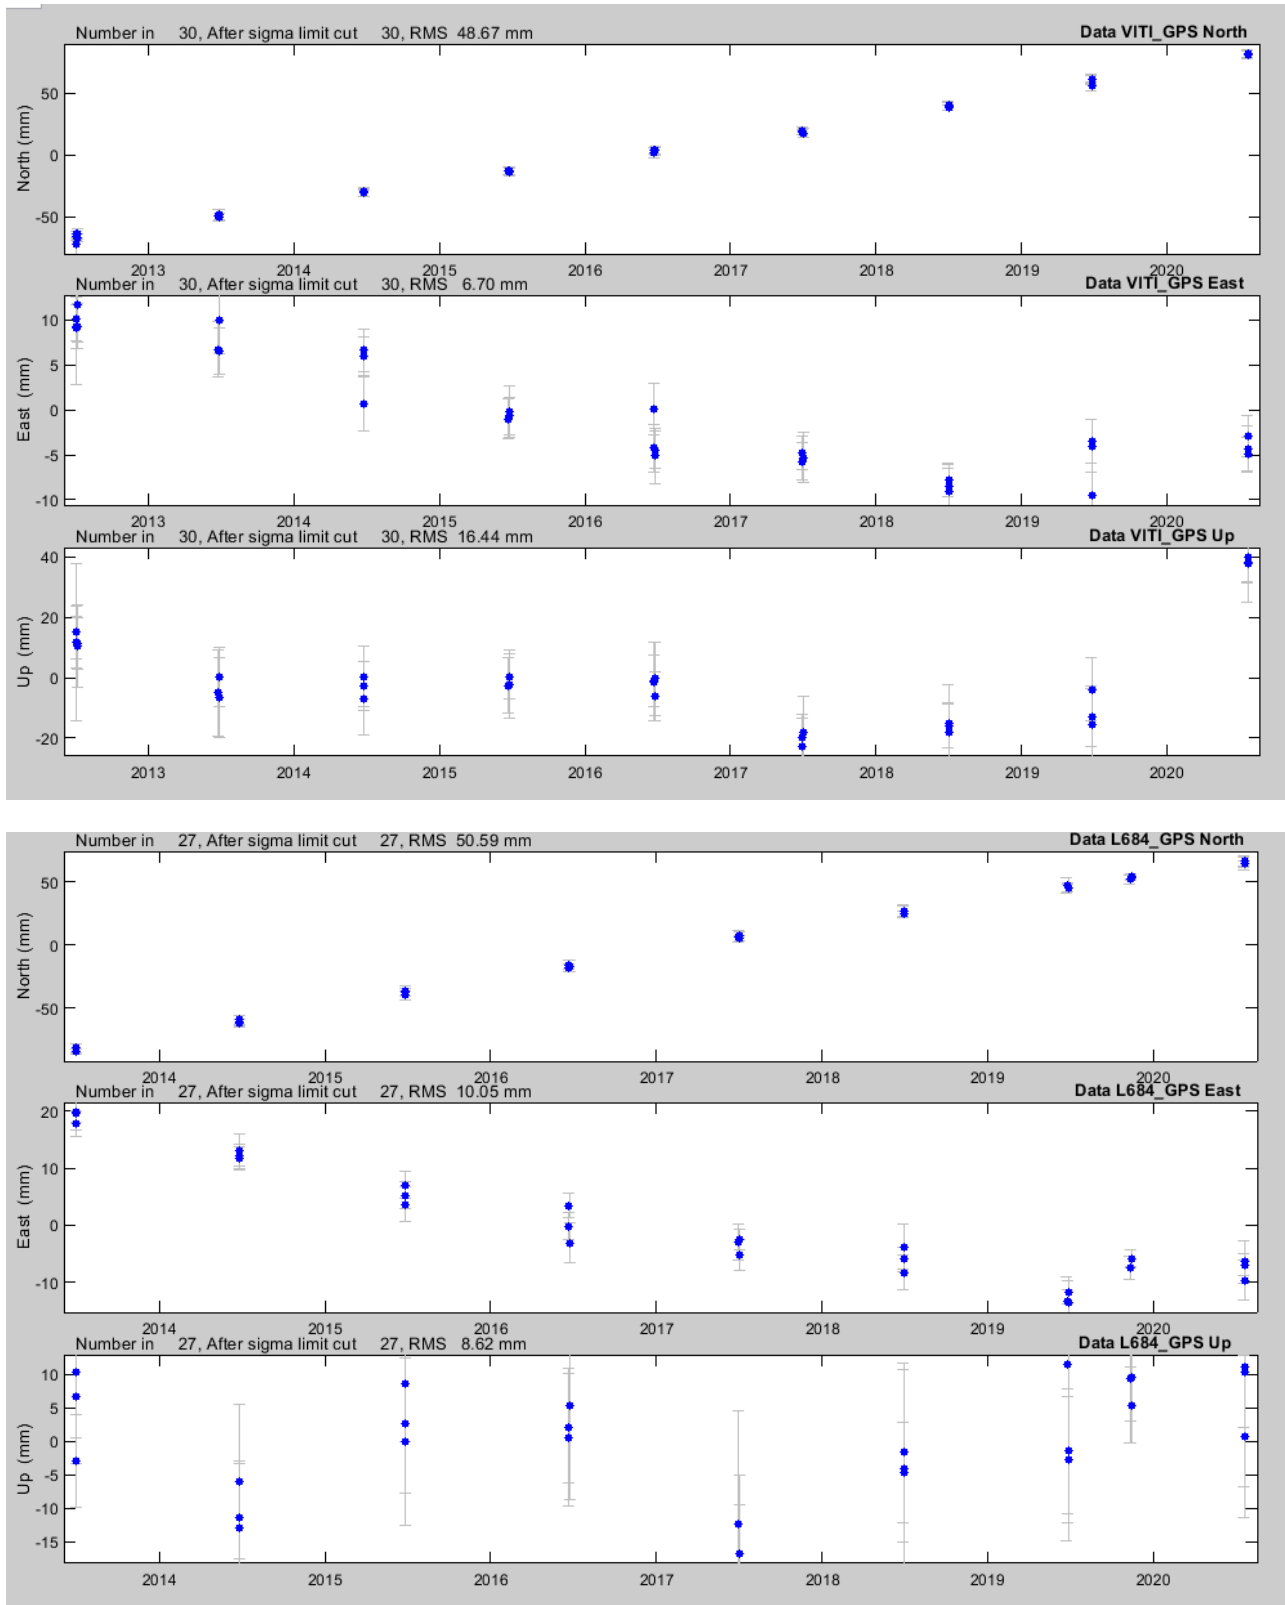 Number in 30, After sigma limit cut 30, RMS 48.67 mm Data VITI_GPS North
50
0
-50
North (mm)
2013 2014 2015 2016 2017 2018 2019 2020
Number in 30, After sigma limit cut 30, RMS 6.70 mm Data VITI_GPS East
10
5
0
-5
-10
East (mm)
2013 2014 2015 2016 2017 2018 2019 2020
Number in 30, After sigma limit cut 30, RMS 16.44 mm Data VITI_GPS Up
40
20
0
-20
Up (mm)
2013 2014 2015 2016 2017 2018 2019 2020
Number in 27, After sigma limit cut 27, RMS 50.59 mm Data L684_GPS North
50
0
-50
North (mm)
2014 2015 2016 2017 2018 2019 2020
Number in 27, After sigma limit cut 27, RMS 10.05 mm Data L684_GPS East
20
10
0
-10
East (mm)
2014 2015 2016 2017 2018 2019 2020
Number in 27, After sigma limit cut 27, RMS 8.62 mm Data L684_GPS Up
10
5
0
-5
-10
-15
Up (mm)
2014 2015 2016 2017 2018 2019 2020